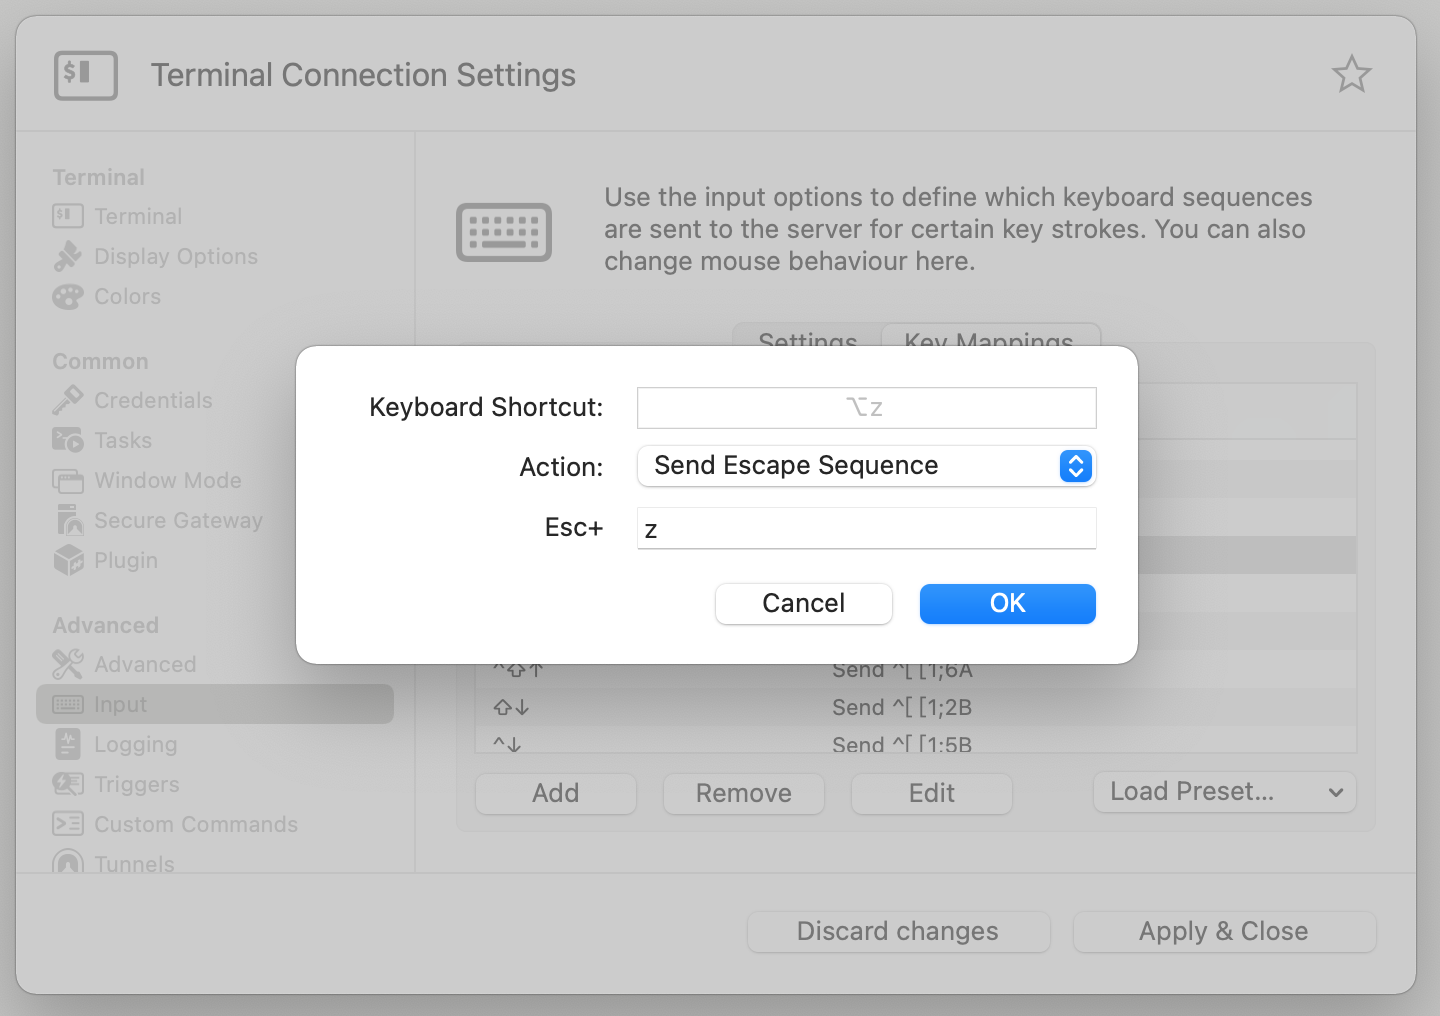 Terminal Connection Settings
Terminal
Terminal
Display Options
Colors
Common
Credentials
Tasks
Window Mode
Secure Gateway
Plugin
Advanced
Advanced
Input
Logging
Triggers
Custom Commands
Tunnels
Use the input options to define which keyboard sequences
are sent to the server for certain key strokes. You can also
change mouse behaviour here.
Settings Key Mappings
Keyboard Shortcut: ⌥z
Action: Send Escape Sequence
Esc+ z
Cancel OK
^⇧↑ Send ^[ [1;6A
⇧↓ Send ^[ [1;2B
^↓ Send ^[ [1;5B
Add Remove Edit Load Preset...
Discard changes Apply & Close